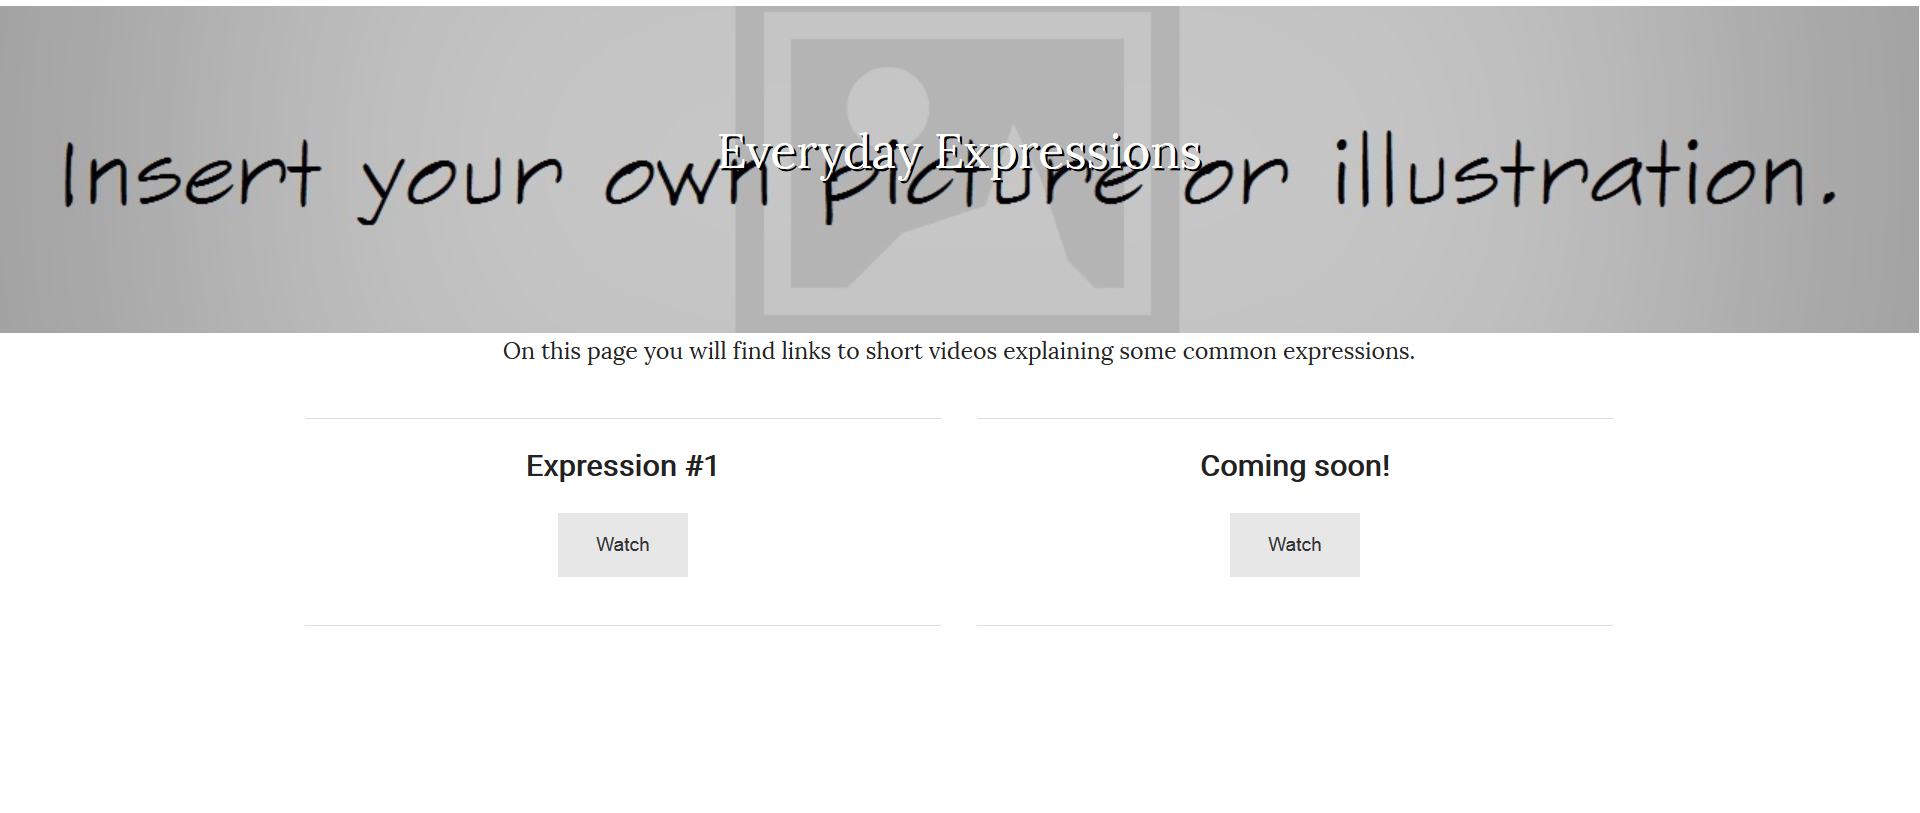 Everyday Expressions
Insert your own picture or illustration.
On this page you will find links to short videos explaining some common expressions.
Expression #1
Coming soon!
Watch
Watch